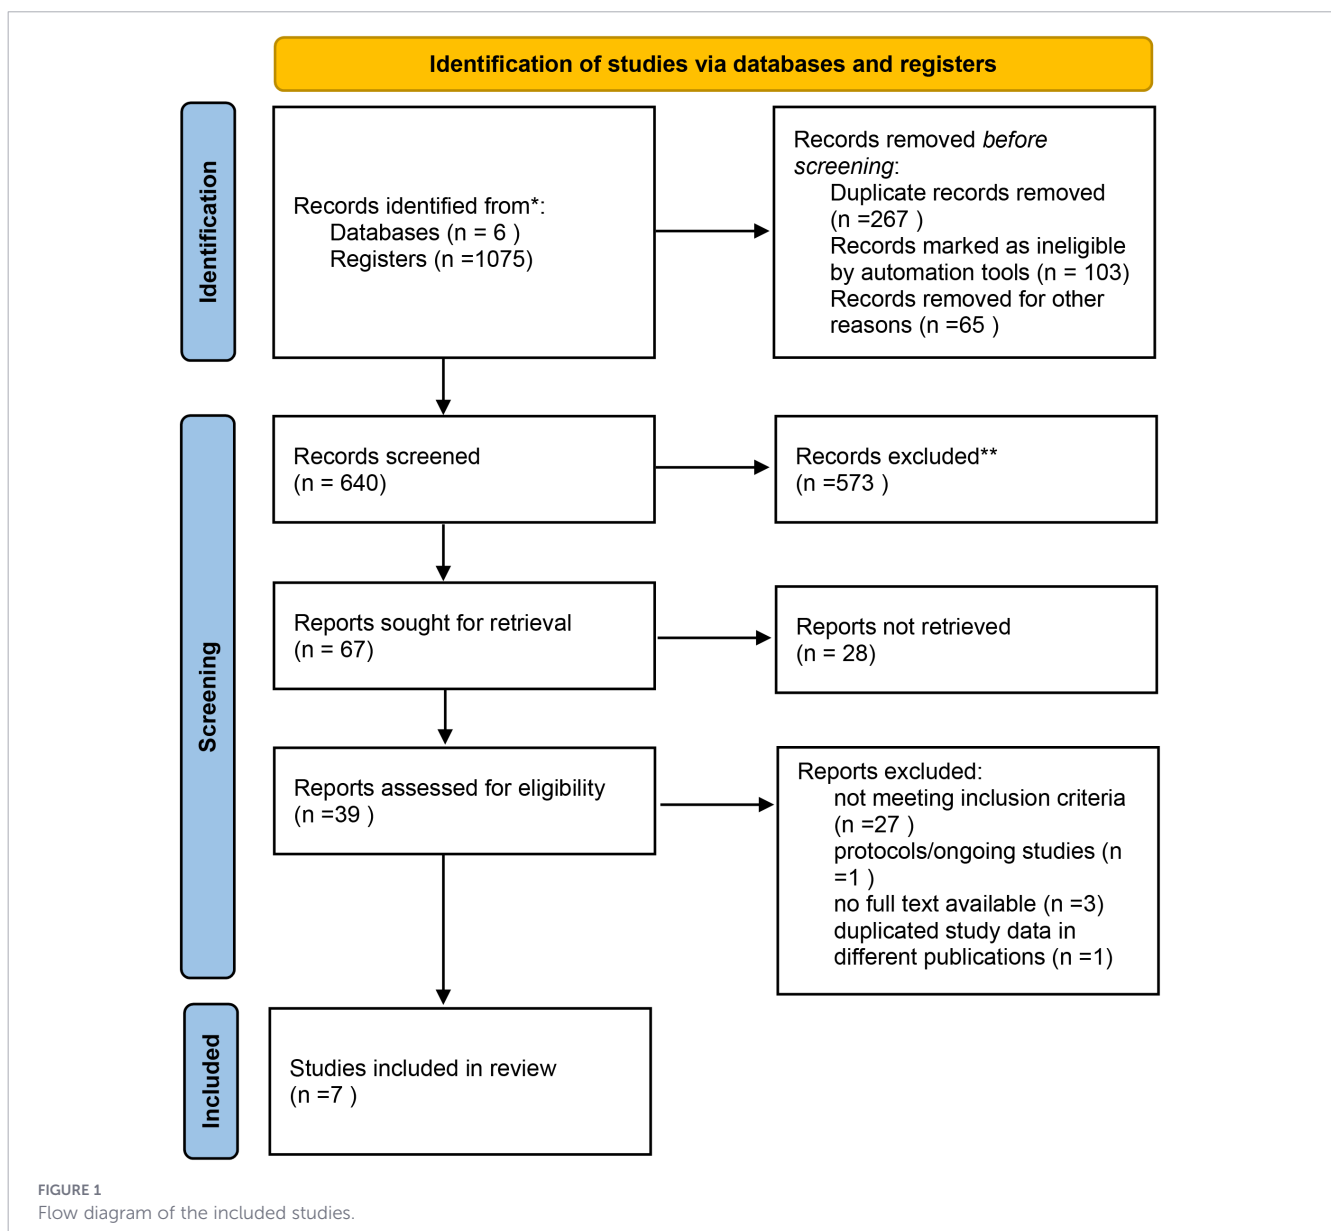 Identification of studies via databases and registers
Identification
Records identified from*:
Databases (n = 6 )
Registers (n =1075)
Records removed before
screening:
Duplicate records removed
(n =267 )
Records marked as ineligible
by automation tools (n = 103)
Records removed for other
reasons (n =65 )
Screening
Records screened
(n = 640)
Records excluded**
(n =573 )
Reports sought for retrieval
(n = 67)
Reports not retrieved
(n = 28)
Reports assessed for eligibility
(n =39 )
Reports excluded:
not meeting inclusion criteria
(n =27 )
protocols/ongoing studies (n
=1 )
no full text available (n =3)
duplicated study data in
different publications (n =1)
Included
Studies included in review
(n =7 )
FIGURE 1
Flow diagram of the included studies.